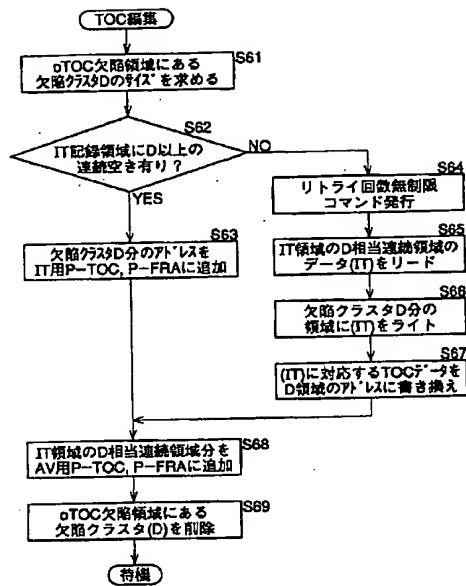 TOC編集
αTOC欠陥領域にある
欠陥クラスタDのサイズを求める
S61
S62
IT記録領域にD以上の
連続空き有り?
NO
YES
S64
リトライ回数無制限
コマンド発行
S63
欠陥クラスタD分のアドレスを
IT用P-TOC, P-FRAに追加
S65
IT領域のD相当連続領域の
データ(IT)をリード
S66
欠陥クラスタD分の
領域に(IT)をライト
S67
(IT)に対応するTOCデータを
D領域のアドレスに書き換え
S68
IT領域のD相当連続領域分を
AV用P-TOC, P-FRAに追加
S69
αTOC欠陥領域にある
欠陥クラスタ(D)を削除
待機